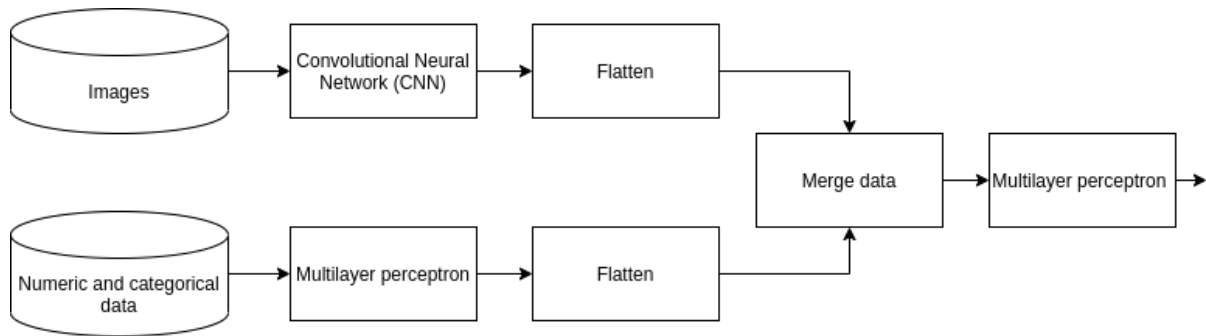 Images
Convolutional Neural
Network (CNN)
Flatten
Merge data
Multilayer perceptron
Numeric and categorical
data
Multilayer perceptron
Flatten